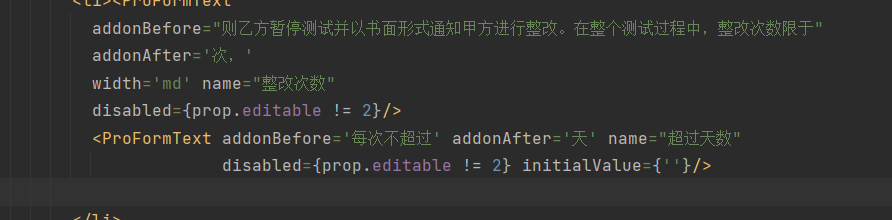 <li><ProFormText
addonBefore="则乙方暂停测试并以书面形式通知甲方进行整改。在整个测试过程中，整改次数限于"
addonAfter='次，'
width='md' name="整改次数"
disabled={prop.editable != 2}/>
<ProFormText addonBefore='每次不超过' addonAfter='天' name="超过天数"
disabled={prop.editable != 2} initialValue={''}/>
</li>